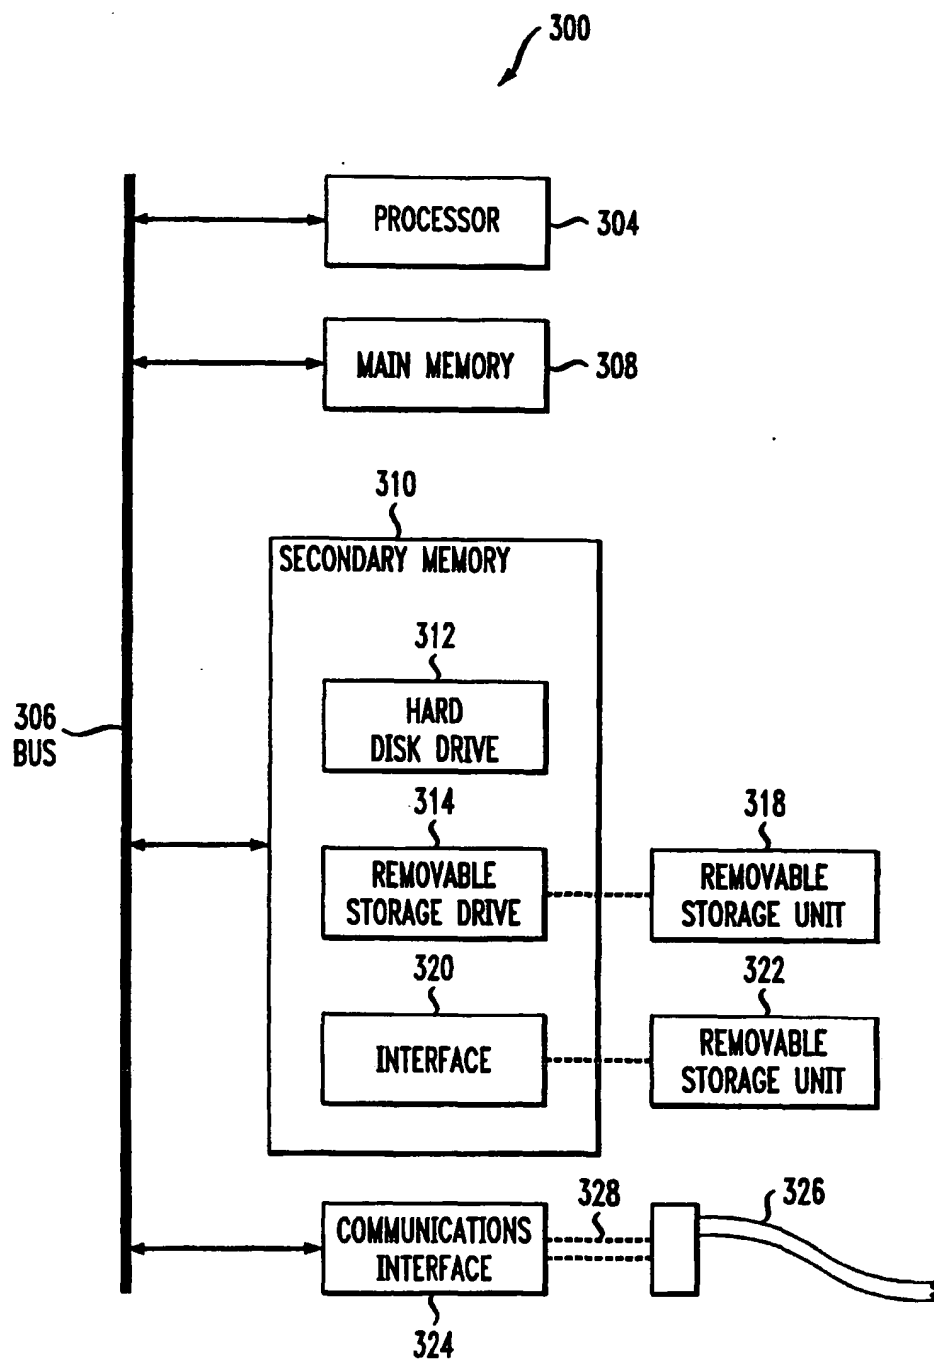 300
PROCESSOR
304
MAIN MEMORY
308
310
SECONDARY MEMORY
312
HARD
DISK DRIVE
306
BUS
314
REMOVABLE
STORAGE DRIVE
318
REMOVABLE
STORAGE UNIT
320
INTERFACE
322
REMOVABLE
STORAGE UNIT
COMMUNICATIONS
INTERFACE
324
328
326